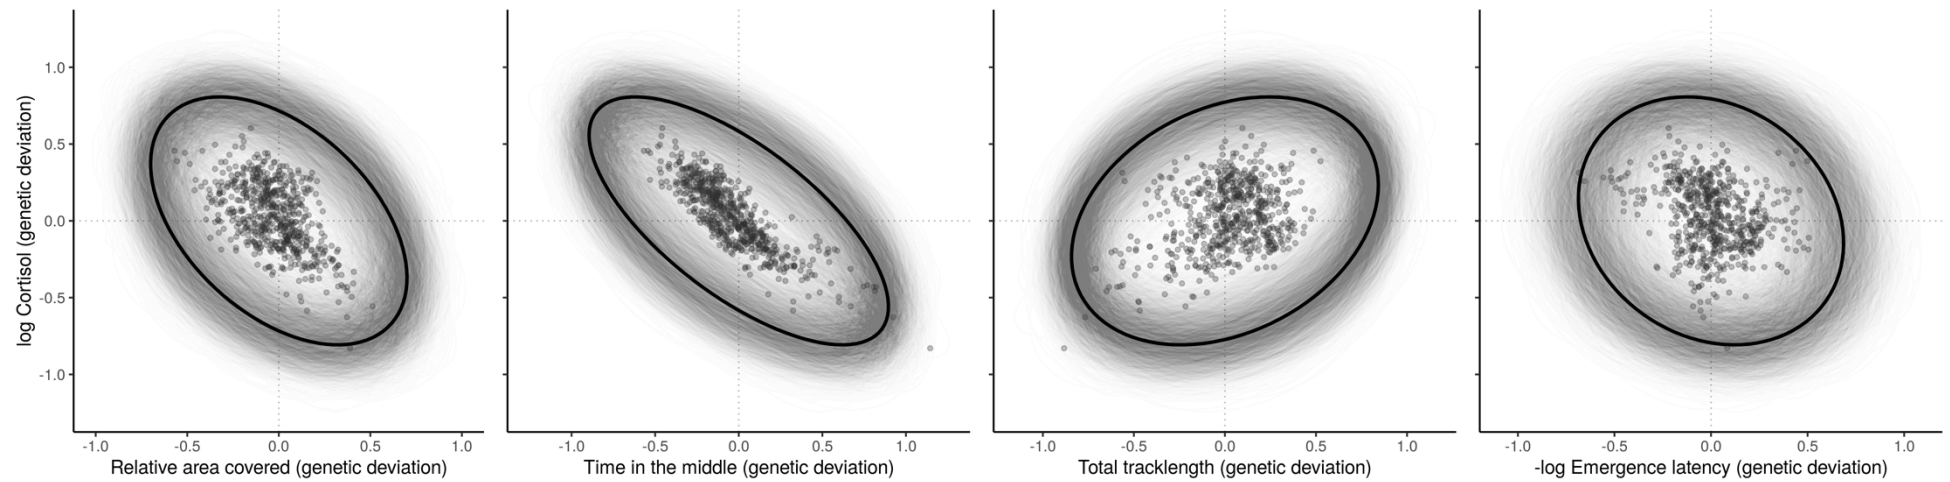 log Cortisol (genetic deviation)
1.0
0.5
0.0
-0.5
-1.0
-1.0 -0.5 0.0 0.5 1.0
Relative area covered (genetic deviation)
-1.0 -0.5 0.0 0.5 1.0
Time in the middle (genetic deviation)
-1.0 -0.5 0.0 0.5 1.0
Total tracklength (genetic deviation)
-1.0 -0.5 0.0 0.5 1.0
-log Emergence latency (genetic deviation)